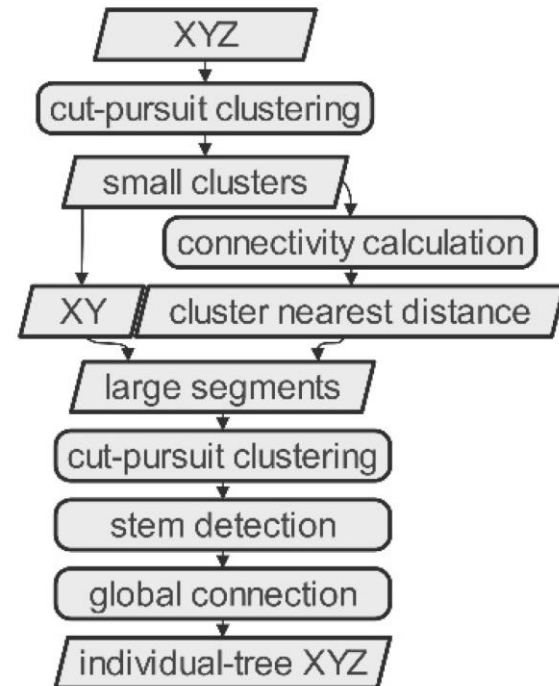 XYZ
cut-pursuit clustering
small clusters
connectivity calculation
XY
cluster nearest distance
large segments
cut-pursuit clustering
stem detection
global connection
individual-tree XYZ